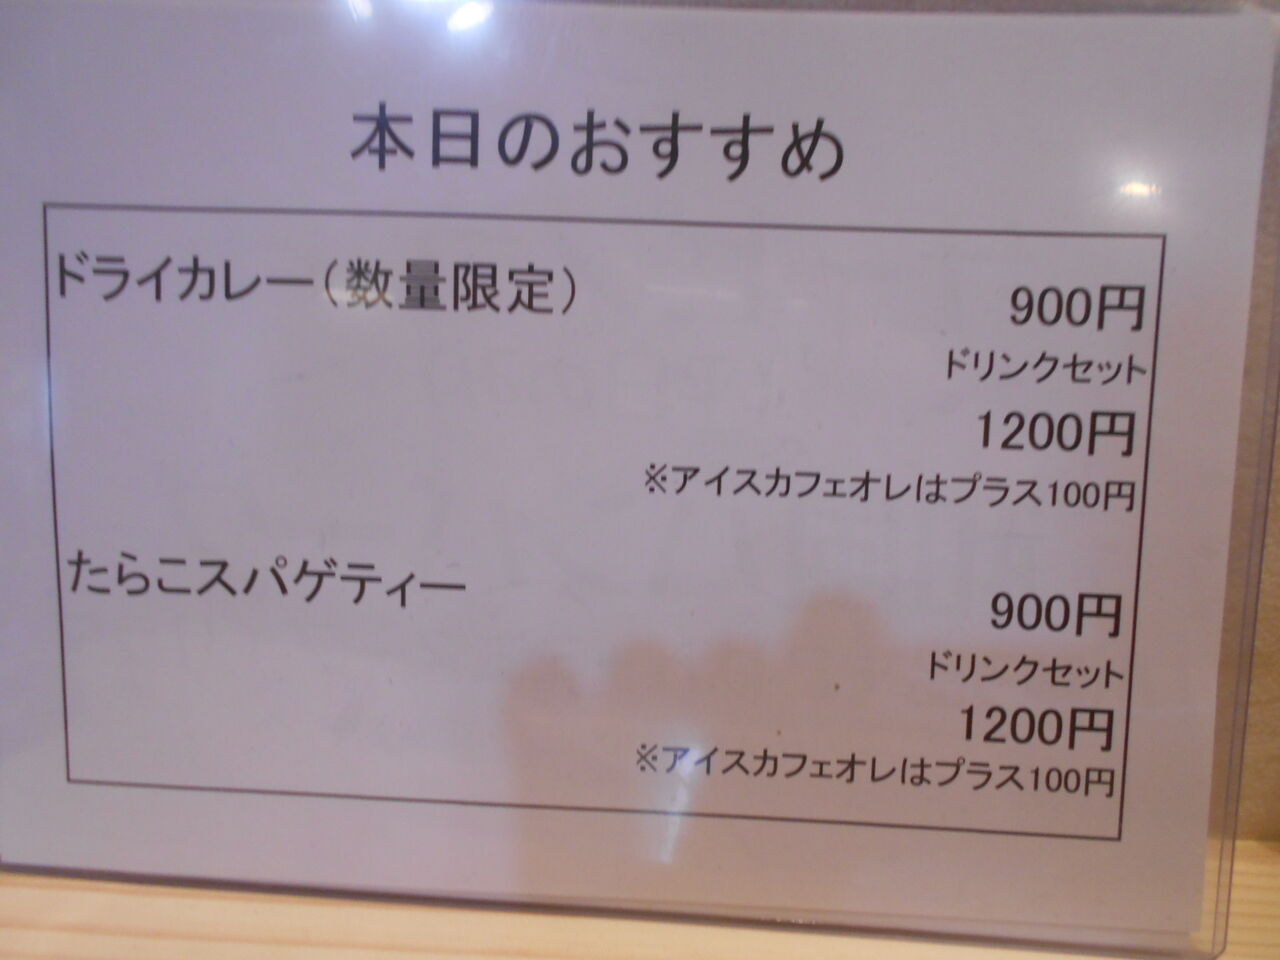 本日のおすすめ
ドライカレー(数量限定)
900円
ドリンクセット
1200円
※アイスカフェオレはプラス100円
たらこスパゲティー
900円
ドリンクセット
1200円
※アイスカフェオレはプラス100円